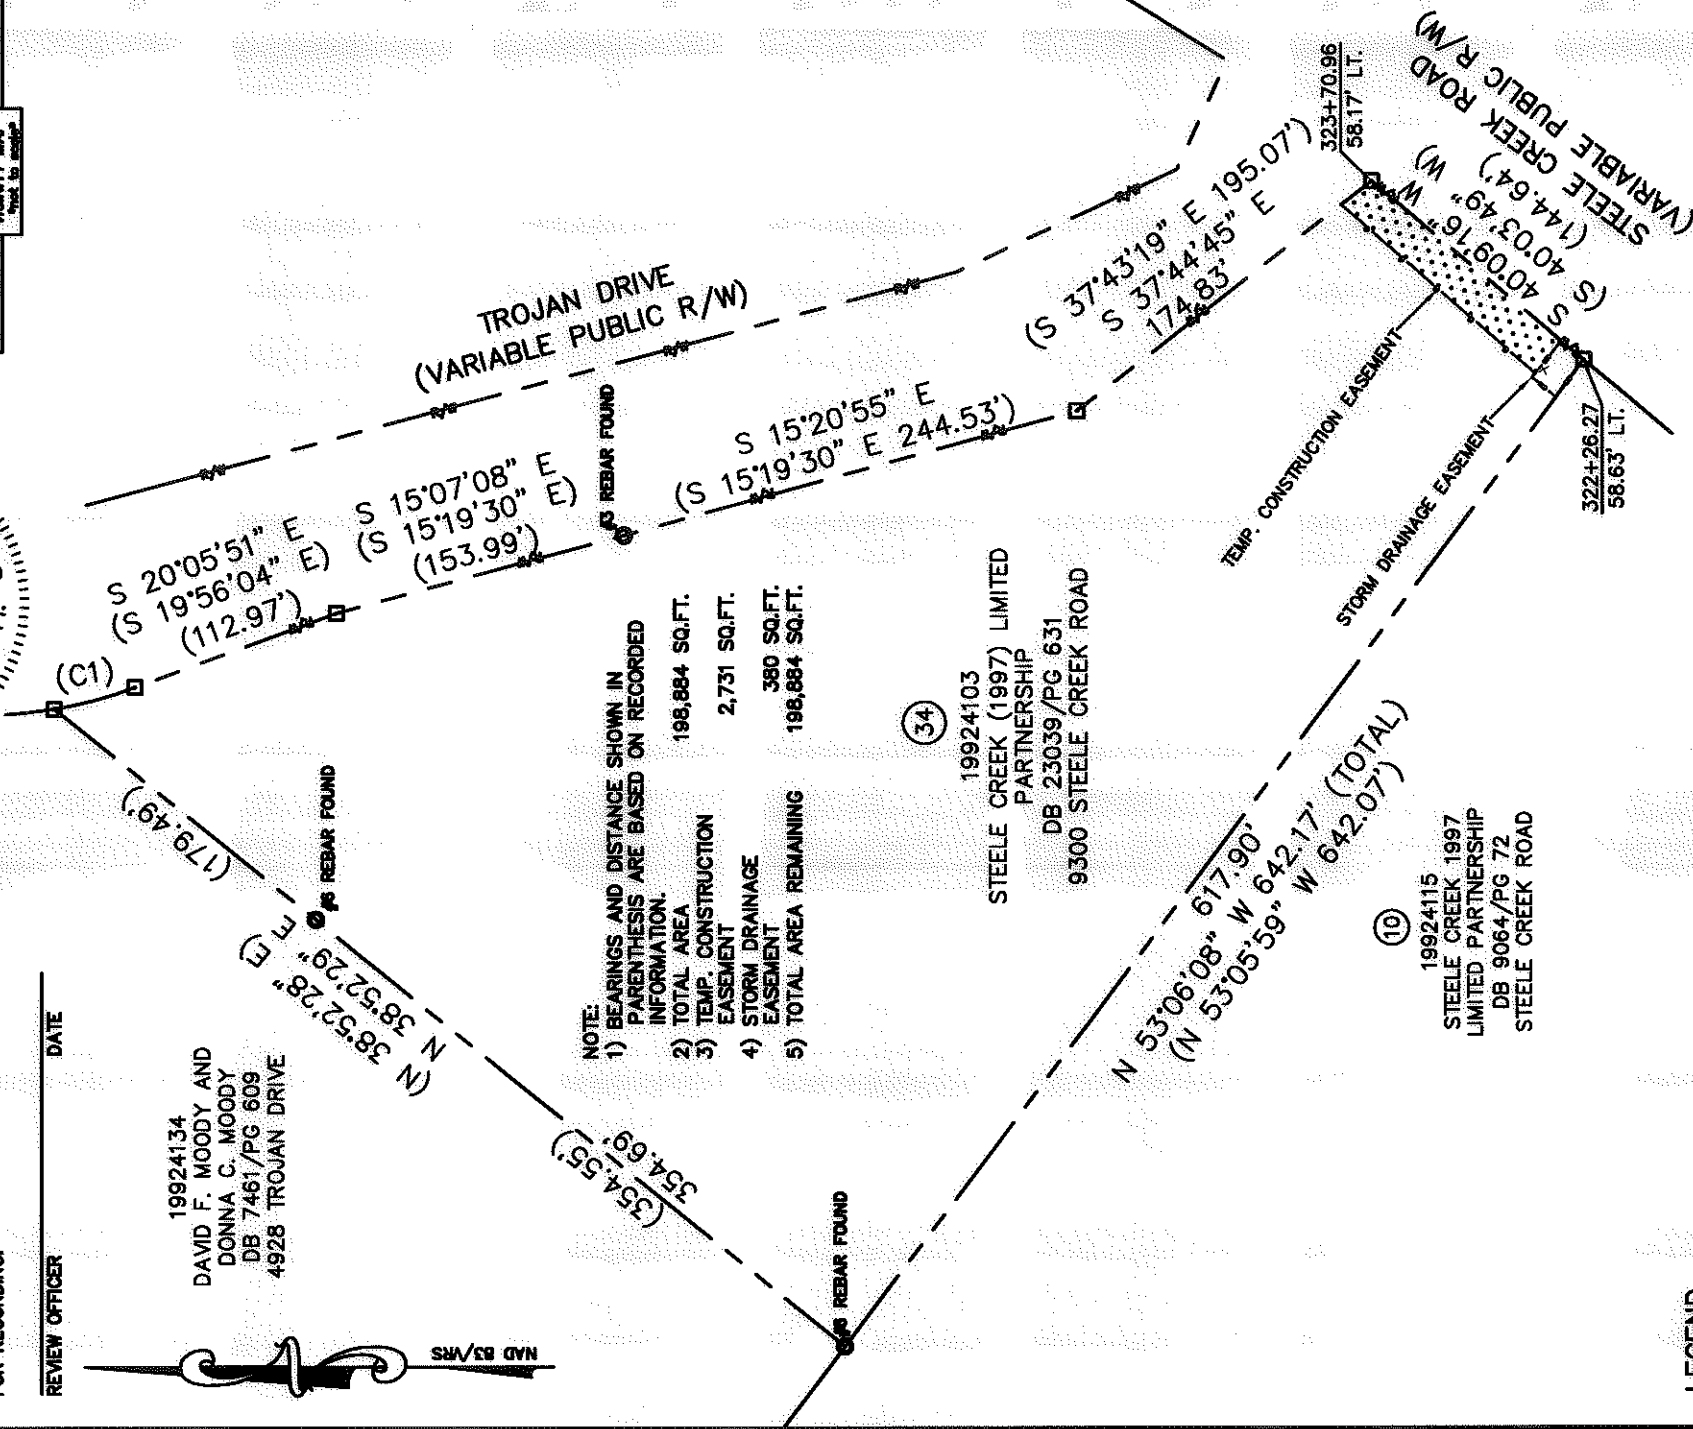 "not to scale"
REVIEW OFFICER
DATE
19924134
DAVID F. MOODY AND
DONNA C. MOODY
DB 7461/PG 609
4928 TROJAN DRIVE
NAD 83/VRS
(C1)
S 20°05'51" E
(S 19°56'04" E)
(112.97')
S 15°07'08" E
(S 15°19'30" E)
(153.99')
TROJAN DRIVE
(VARIABLE PUBLIC R/W)
R/W
R/W
R/W
R/W
R/W
R/W
R/W
R/W
R/W
REBAR FOUND
S 15°20'55" E
(S 15°19'30" E 244.53')
(S 37°43'19" E 195.07')
S 37°44'45" E
174.83'
323+70.96
58.17' LT.
STEELE CREEK ROAD
(VARIABLE PUBLIC R/W)
(144.64')
S 40°09'16" W
(S 40°03'49" W)
322+26.27
58.63' LT.
TEMP. CONSTRUCTION EASEMENT
STORM DRAINAGE EASEMENT
(179.49')
#5 REBAR FOUND
(N 38°52'28" E)
N 38°52'29" E
(354.55')
354.69'
REBAR FOUND
NOTE:
1) BEARINGS AND DISTANCE SHOWN IN
PARENTHESIS ARE BASED ON RECORDED
INFORMATION.
2) TOTAL AREA 198,884 SQ.FT.
3) TEMP. CONSTRUCTION
EASEMENT 2,731 SQ.FT.
4) STORM DRAINAGE
EASEMENT 380 SQ.FT.
5) TOTAL AREA REMAINING 198,884 SQ.FT.
34
19924103
STEELE CREEK (1997) LIMITED
PARTNERSHIP
DB 23039/PG 631
9300 STEELE CREEK ROAD
617.90'
N 53°06'08" W 642.17' (TOTAL)
(N 53°05'59" W 642.07')
10
19924115
STEELE CREEK 1997
LIMITED PARTNERSHIP
DB 9064/PG 72
STEELE CREEK ROAD
LEGEND